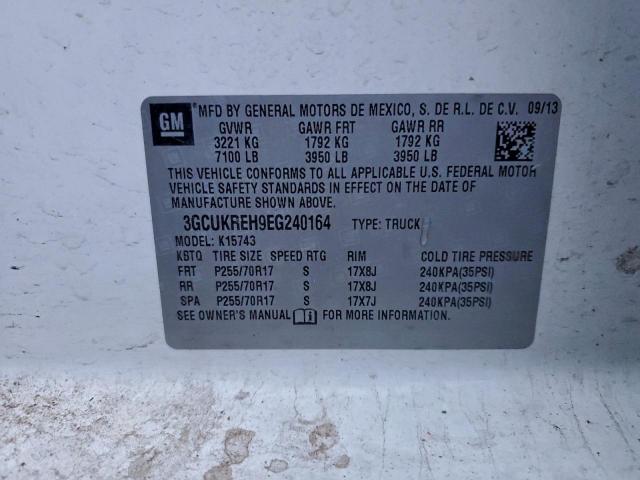 GM
MFD BY GENERAL MOTORS DE MEXICO, S. DE R.L. DE C.V. 09/13
GVWR GAWR FRT GAWR RR
3221 KG 1792 KG 1792 KG
7100 LB 3950 LB 3950 LB
THIS VEHICLE CONFORMS TO ALL APPLICABLE U.S. FEDERAL MOTOR
VEHICLE SAFETY STANDARDS IN EFFECT ON THE DATE OF
MANUFACTURE SHOWN ABOVE.
3GCUKREH9EG240164 TYPE: TRUCK
MODEL: K15743
KBTQ TIRE SIZE SPEED RTG RIM COLD TIRE PRESSURE
FRT P255/70R17 S 17X8J 240KPA(35PSI)
RR P255/70R17 S 17X8J 240KPA(35PSI)
SPA P255/70R17 S 17X7J 240KPA(35PSI)
SEE OWNER'S MANUAL FOR MORE INFORMATION.